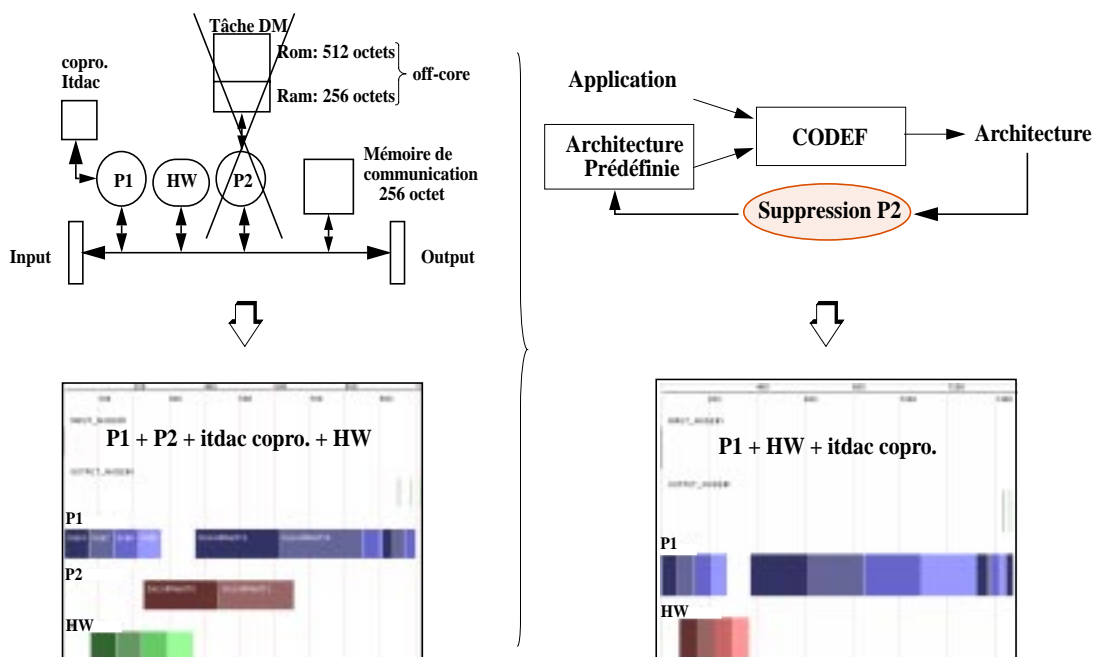 Tâche DM
Rom: 512 octets
off-core
Ram: 256 octets
copro.
Itdac
P1
HW
P2
Mémoire de
communication
256 octet
Input
Output
Application
Architecture
Prédéfinie
CODEF
Architecture
Suppression P2
P1 + P2 + itdac copro. + HW
P1
P2
HW
P1 + HW + itdac copro.
P1
HW